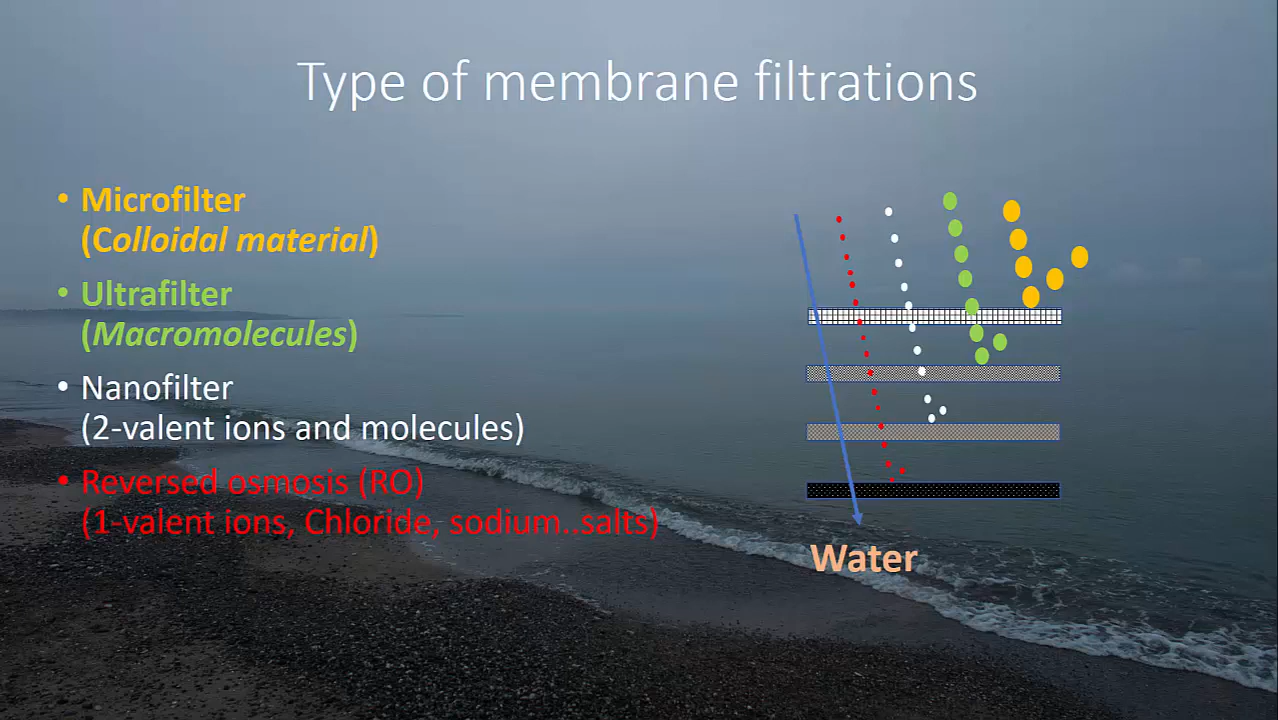 Type of membrane filtrations
• Microfilter
(Colloidal material)
• Ultrafilter
(Macromolecules)
• Nanofilter
(2-valent ions and molecules)
• Reversed osmosis (RO)
(1-valent ions, Chloride, sodium..salts)
Water